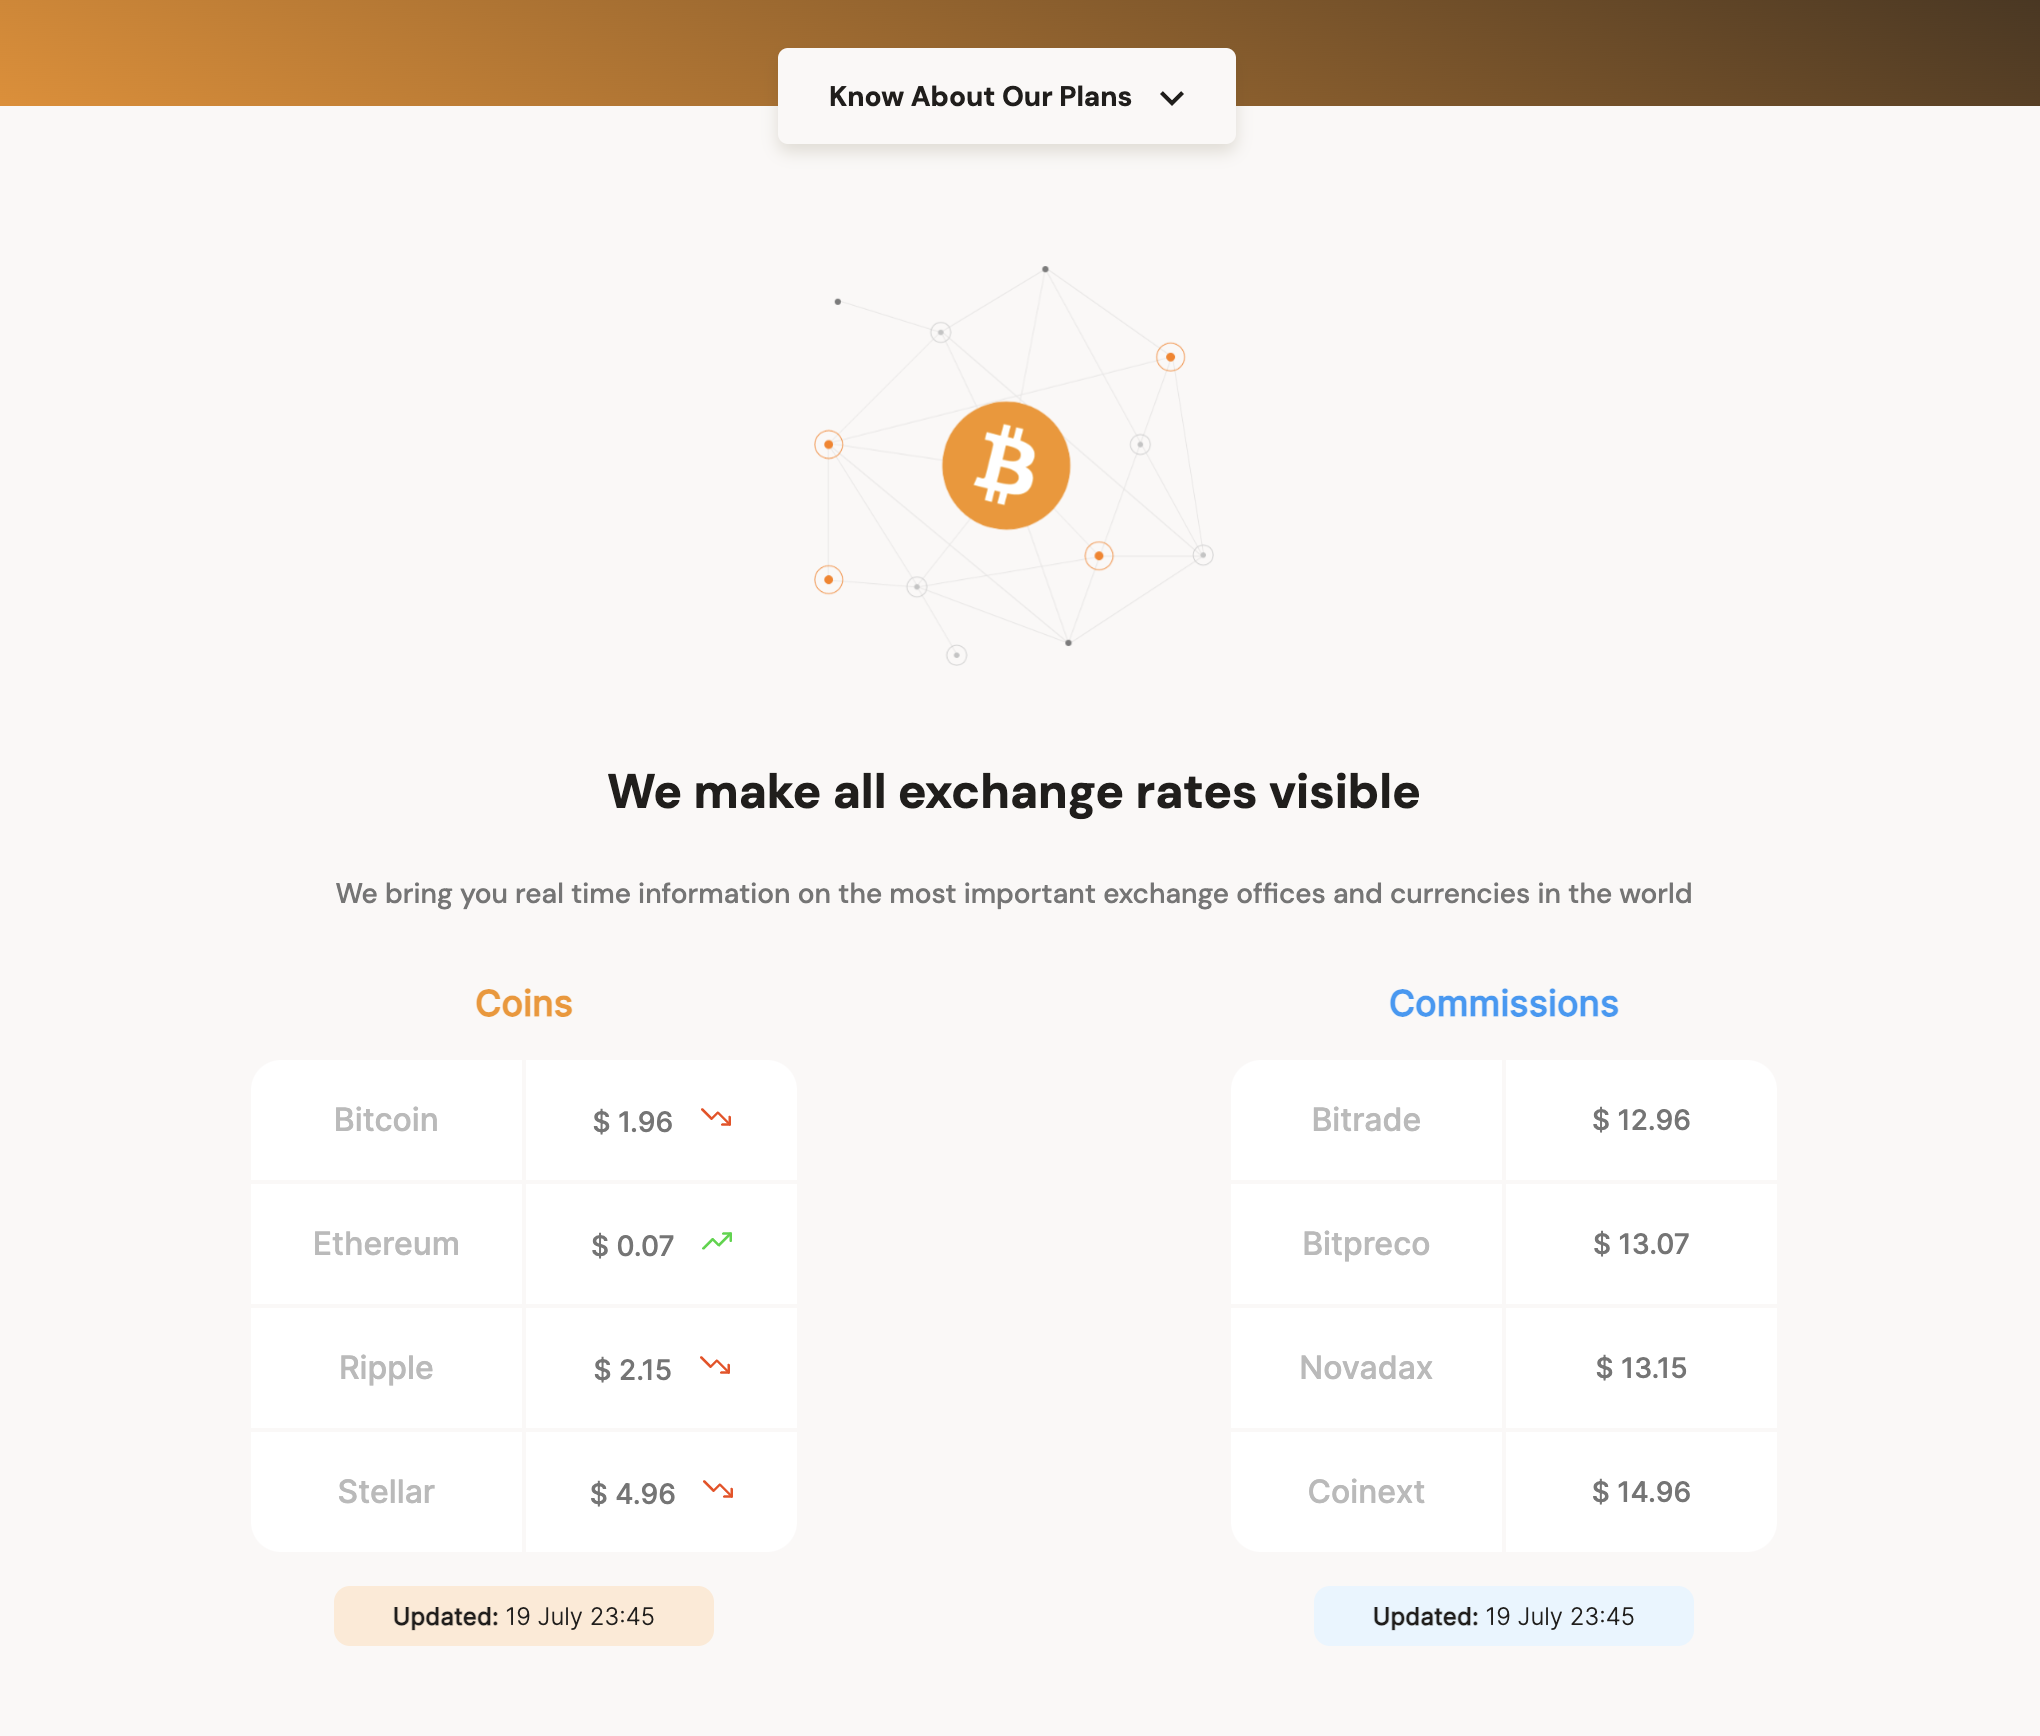 Know About Our Plans
We make all exchange rates visible
We bring you real time information on the most important exchange offices and currencies in the world
Coins
Bitcoin $ 1.96
Ethereum $ 0.07
Ripple $ 2.15
Stellar $ 4.96
Updated: 19 July 23:45
Commissions
Bitrade $ 12.96
Bitpreco $ 13.07
Novadax $ 13.15
Coinext $ 14.96
Updated: 19 July 23:45